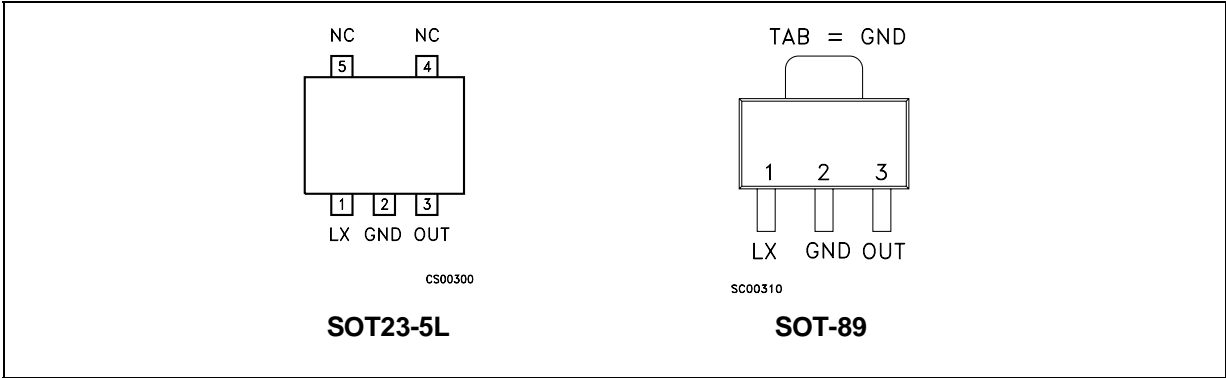 NC NC
5 4
1 2 3
LX GND OUT
CS00300
SOT23-5L
TAB = GND
1 2 3
LX GND OUT
SC00310
SOT-89